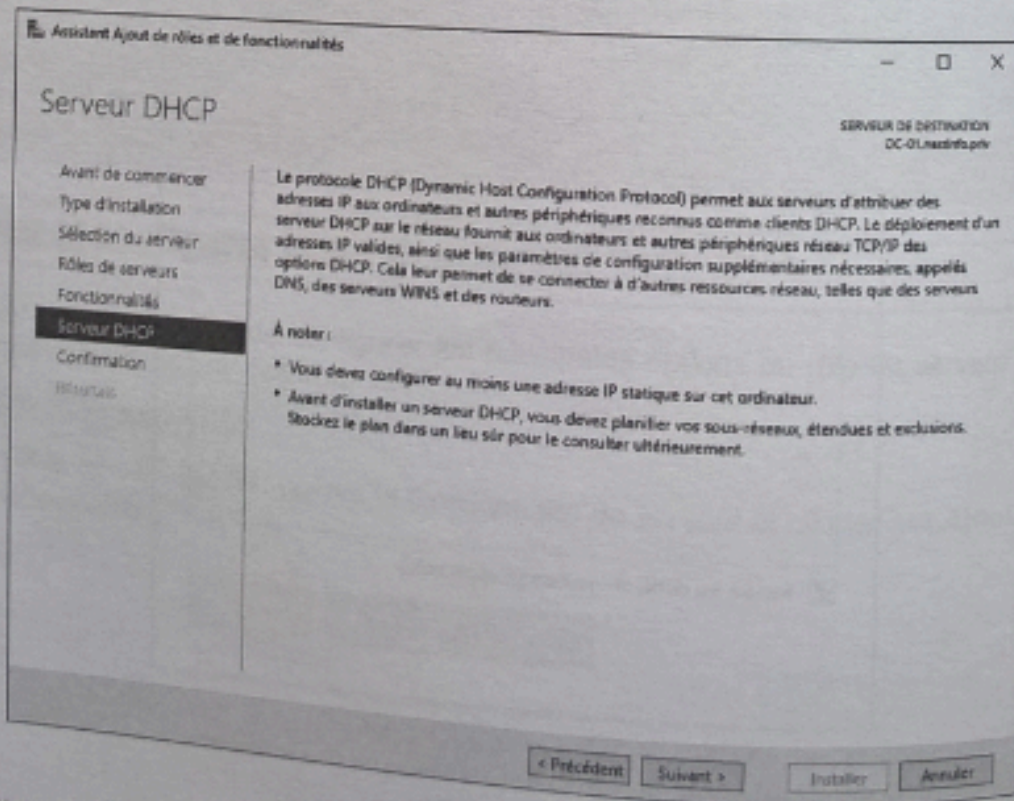 Assistant Ajout de rôles et de fonctionnalités
Serveur DHCP
SERVEUR DE DESTINATION
DC-01.nezzinfo.priv
Avant de commencer
Type d'installation
Sélection du serveur
Rôles de serveurs
Fonctionnalités
Serveur DHCP
Confirmation
Résultats
Le protocole DHCP (Dynamic Host Configuration Protocol) permet aux serveurs d'attribuer des
adresses IP aux ordinateurs et autres périphériques reconnus comme clients DHCP. Le déploiement d'un
serveur DHCP sur le réseau fournit aux ordinateurs et autres périphériques réseau TCP/IP des
adresses IP valides, ainsi que les paramètres de configuration supplémentaires nécessaires, appelés
options DHCP. Cela leur permet de se connecter à d'autres ressources réseau, telles que des serveurs
DNS, des serveurs WINS et des routeurs.
À noter :
• Vous devez configurer au moins une adresse IP statique sur cet ordinateur.
• Avant d'installer un serveur DHCP, vous devez planifier vos sous-réseaux, étendues et exclusions.
Stockez le plan dans un lieu sûr pour le consulter ultérieurement.
< Précédent
Suivant >
Installer
Annuler